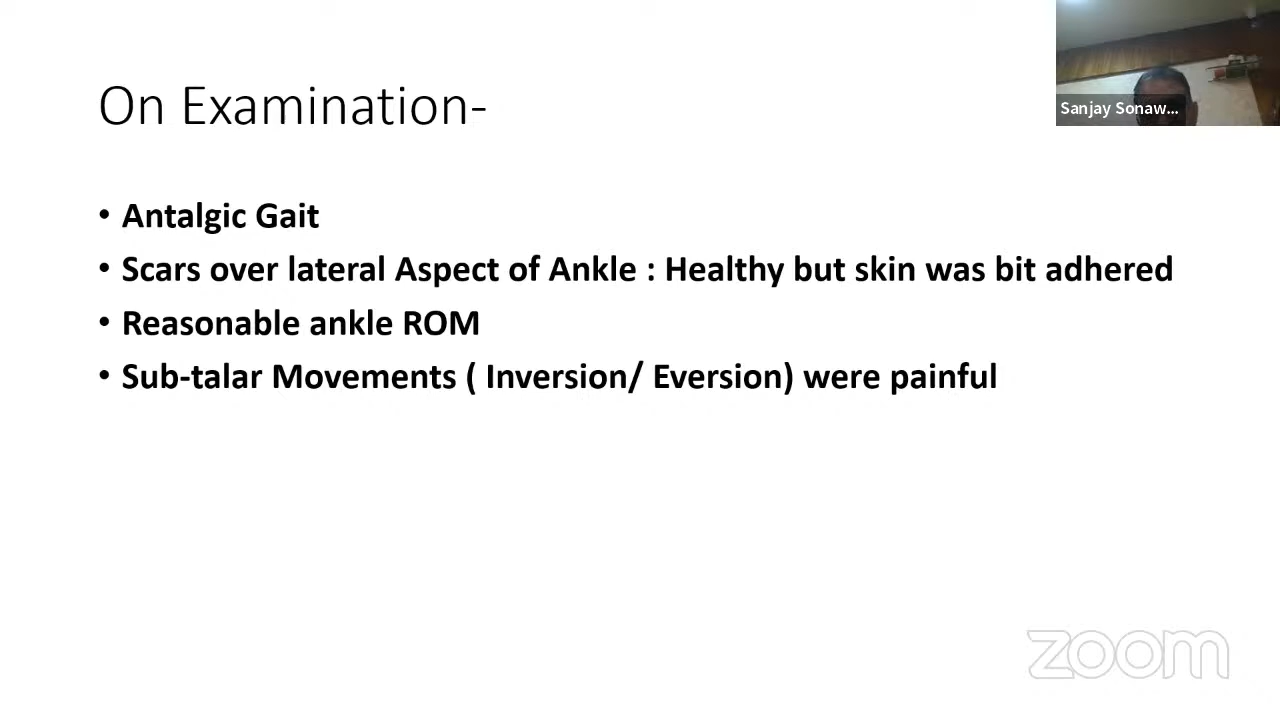 On Examination-
Sanjay Sonaw...
• Antalgic Gait
• Scars over lateral Aspect of Ankle : Healthy but skin was bit adhered
• Reasonable ankle ROM
• Sub-talar Movements ( Inversion/ Eversion) were painful
zoom